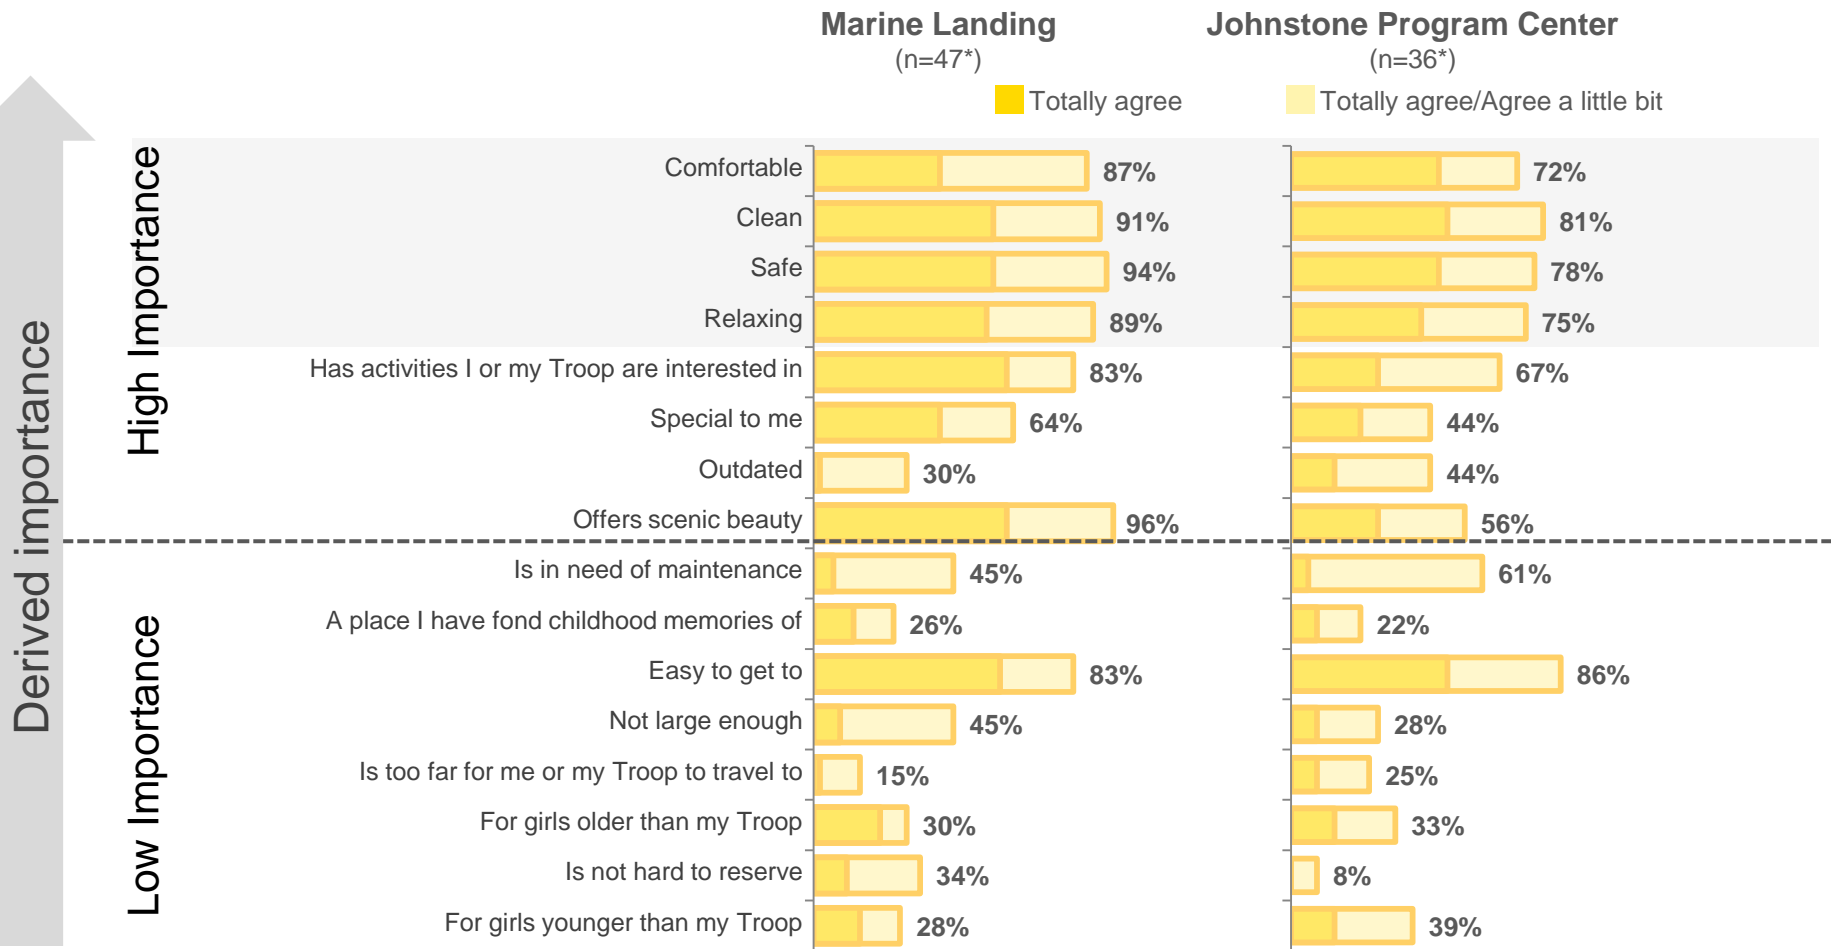 Marine Landing
(n=47*)
Johnstone Program Center
(n=36*)
Totally agree
Totally agree/Agree a little bit
Derived importance
High Importance
Comfortable 87% 72%
Clean 91% 81%
Safe 94% 78%
Relaxing 89% 75%
Has activities I or my Troop are interested in 83% 67%
Special to me 64% 44%
Outdated 30% 44%
Offers scenic beauty 96% 56%
Low Importance
Is in need of maintenance 45% 61%
A place I have fond childhood memories of 26% 22%
Easy to get to 83% 86%
Not large enough 45% 28%
Is too far for me or my Troop to travel to 15% 25%
For girls older than my Troop 30% 33%
Is not hard to reserve 34% 8%
For girls younger than my Troop 28% 39%